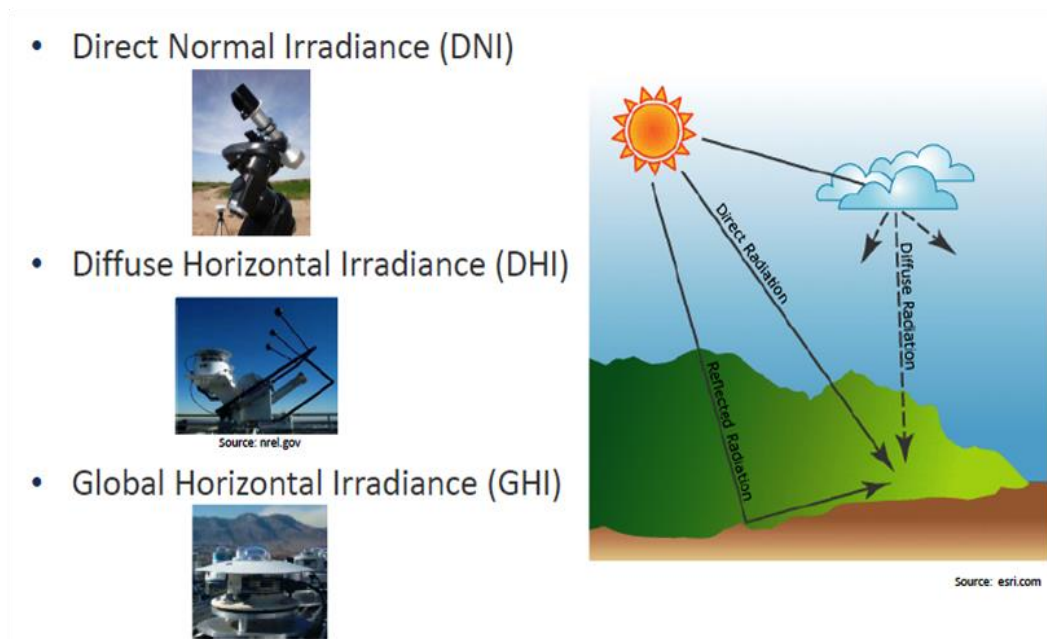 • Direct Normal Irradiance (DNI)
• Diffuse Horizontal Irradiance (DHI)
Source: nrel.gov
• Global Horizontal Irradiance (GHI)
Direct Radiation
Diffuse Radiation
Reflected Radiation
Source: esri.com